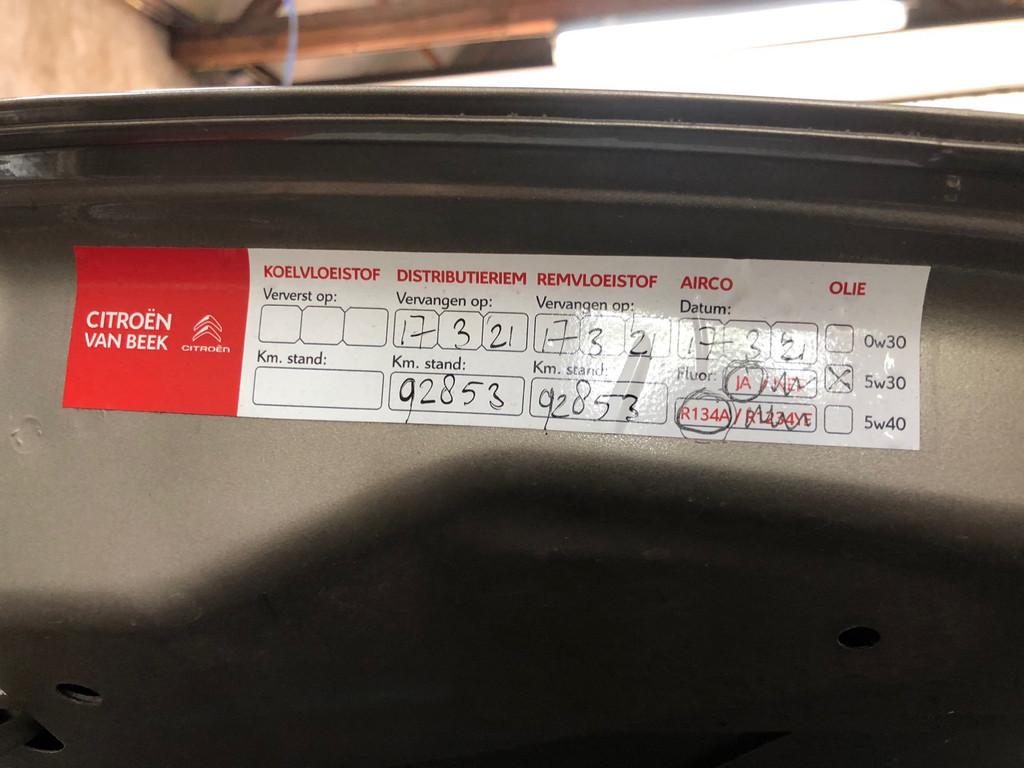 CITROËN
VAN BEEK
CITROËN
KOELVLOEISTOF
Ververst op:
Km. stand:
DISTRIBUTIERIEM
Vervangen op:
17 3 21
Km. stand:
92853
REMVLOEISTOF
Vervangen op:
17 3 21
Km. stand:
92853
AIRCO
Datum:
17 3 21
Fluor: JA / NEE
R134A / R1234YF
OLIE
0w30
5w30
5w40